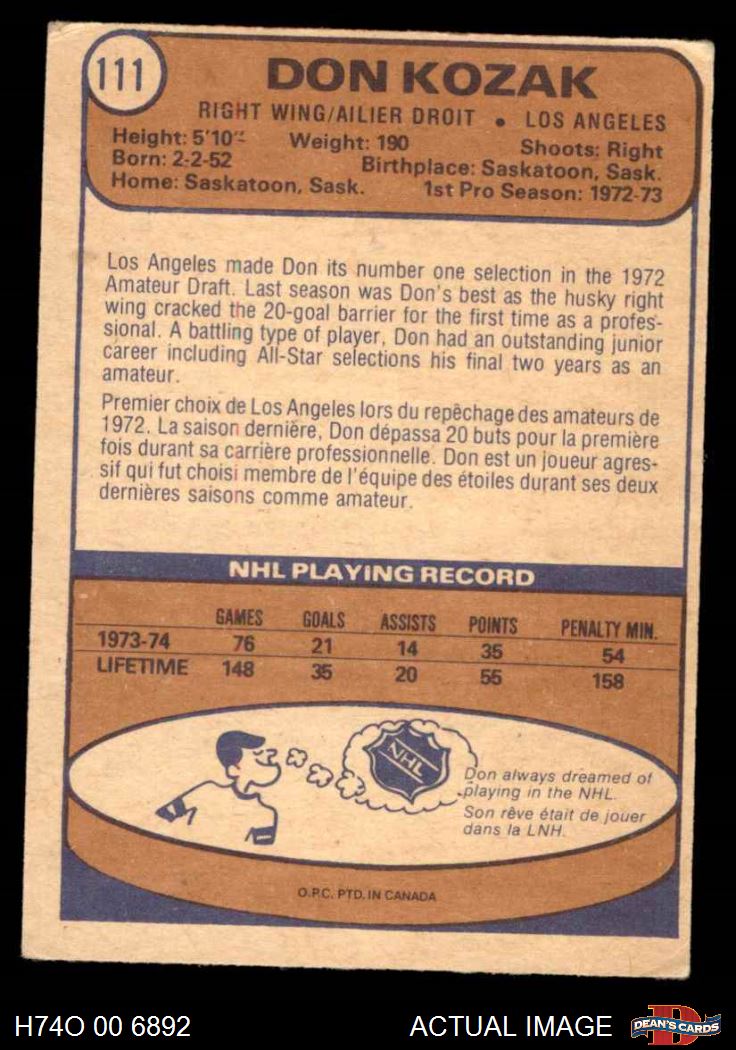 111
DON KOZAK
RIGHT WING/AILIER DROIT • LOS ANGELES
Height: 5'10" Weight: 190 Shoots: Right
Born: 2-2-52 Birthplace: Saskatoon, Sask.
Home: Saskatoon, Sask. 1st Pro Season: 1972-73
Los Angeles made Don its number one selection in the 1972
Amateur Draft. Last season was Don's best as the husky right
wing cracked the 20-goal barrier for the first time as a profes-
sional. A battling type of player, Don had an outstanding junior
career including All-Star selections his final two years as an
amateur.
Premier choix de Los Angeles lors du repêchage des amateurs de
1972. La saison dernière, Don dépassa 20 buts pour la première
fois durant sa carrière professionnelle. Don est un joueur agres-
sif qui fut choisi membre de l'équipe des étoiles durant ses deux
dernières saisons comme amateur.
NHL PLAYING RECORD
GAMES GOALS ASSISTS POINTS PENALTY MIN.
1973-74 76 21 14 35 54
LIFETIME 148 35 20 55 158
NHL
Don always dreamed of
playing in the NHL.
Son rêve était de jouer
dans la LNH.
O.P.C. PTD. IN CANADA
H74O 00 6892 ACTUAL IMAGE
DEAN'S CARDS